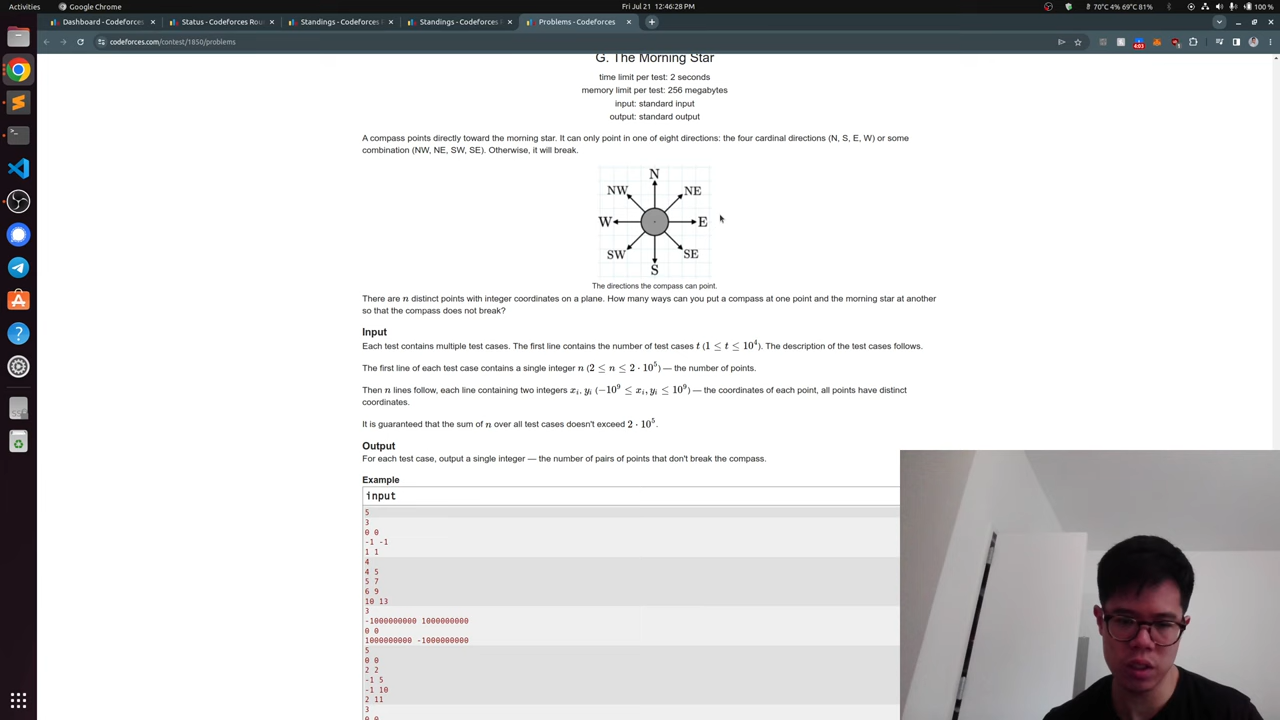 Activities
Google Chrome
Fri Jul 21 12:46:28 PM
70°C 4% 69°C 81%
100 %
Dashboard - Codeforces
Status - Codeforces Rou
Standings - Codeforces R
Standings - Codeforces
Problems - Codeforces
codeforces.com/contest/1850/problems
4:03
G. The Morning Star
time limit per test: 2 seconds
memory limit per test: 256 megabytes
input: standard input
output: standard output
A compass points directly toward the morning star. It can only point in one of eight directions: the four cardinal directions (N, S, E, W) or some
combination (NW, NE, SW, SE). Otherwise, it will break.
N
NW NE
W E
SW SE
S
The directions the compass can point.
There are n distinct points with integer coordinates on a plane. How many ways can you put a compass at one point and the morning star at another
so that the compass does not break?
Input
Each test contains multiple test cases. The first line contains the number of test cases t (1 ≤ t ≤ 10⁴). The description of the test cases follows.
The first line of each test case contains a single integer n (2 ≤ n ≤ 2 · 10⁵) — the number of points.
Then n lines follow, each line containing two integers xᵢ, yᵢ (−10⁹ ≤ xᵢ, yᵢ ≤ 10⁹) — the coordinates of each point, all points have distinct
coordinates.
It is guaranteed that the sum of n over all test cases doesn't exceed 2 · 10⁵.
Output
For each test case, output a single integer — the number of pairs of points that don't break the compass.
Example
input
5
3
0 0
-1 -1
1 1
4
4 5
5 7
6 9
10 13
3
-1000000000 1000000000
0 0
1000000000 -1000000000
5
0 0
2 2
-1 5
-1 10
2 11
3
0 0